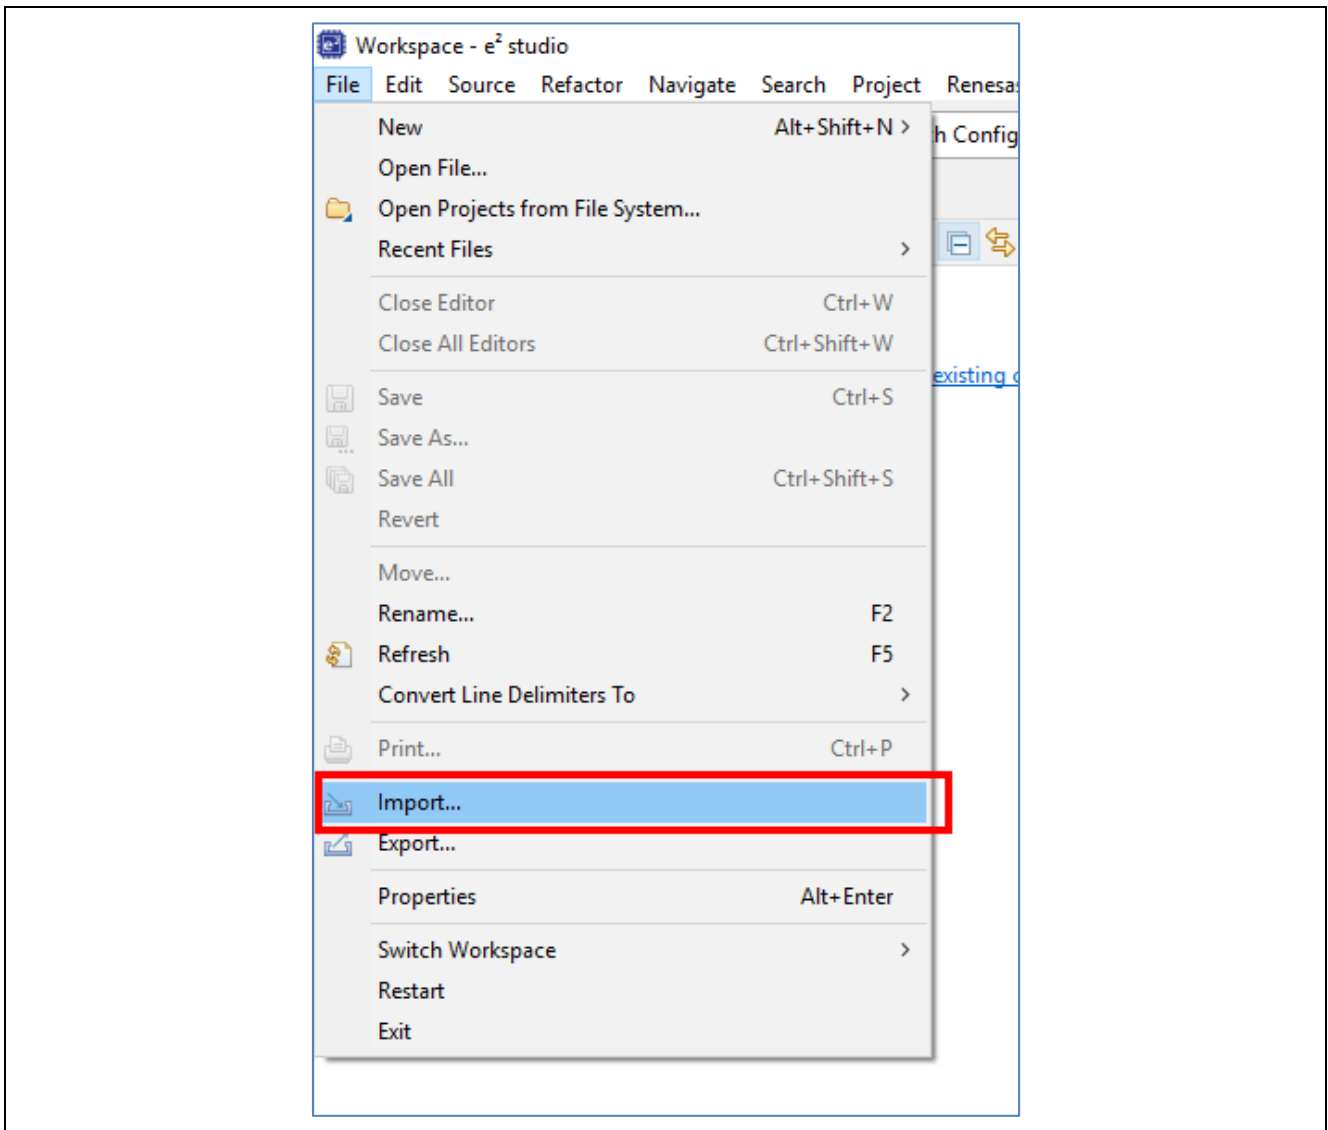 Workspace - e² studio
File Edit Source Refactor Navigate Search Project Renesas
New Alt+Shift+N >
h Config
Open File...
Open Projects from File System...
Recent Files >
Close Editor Ctrl+W
Close All Editors Ctrl+Shift+W
existing
Save Ctrl+S
Save As...
Save All Ctrl+Shift+S
Revert
Move...
Rename... F2
Refresh F5
Convert Line Delimiters To >
Print... Ctrl+P
Import...
Export...
Properties Alt+Enter
Switch Workspace >
Restart
Exit